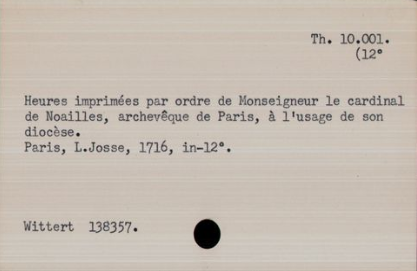 Th. 10.001.
(12°
Heures imprimées par ordre de Monseigneur le cardinal
de Noailles, archevêque de Paris, à l'usage de son
diocèse.
Paris, L.Josse, 1716, in-12°.
Wittert 138357.